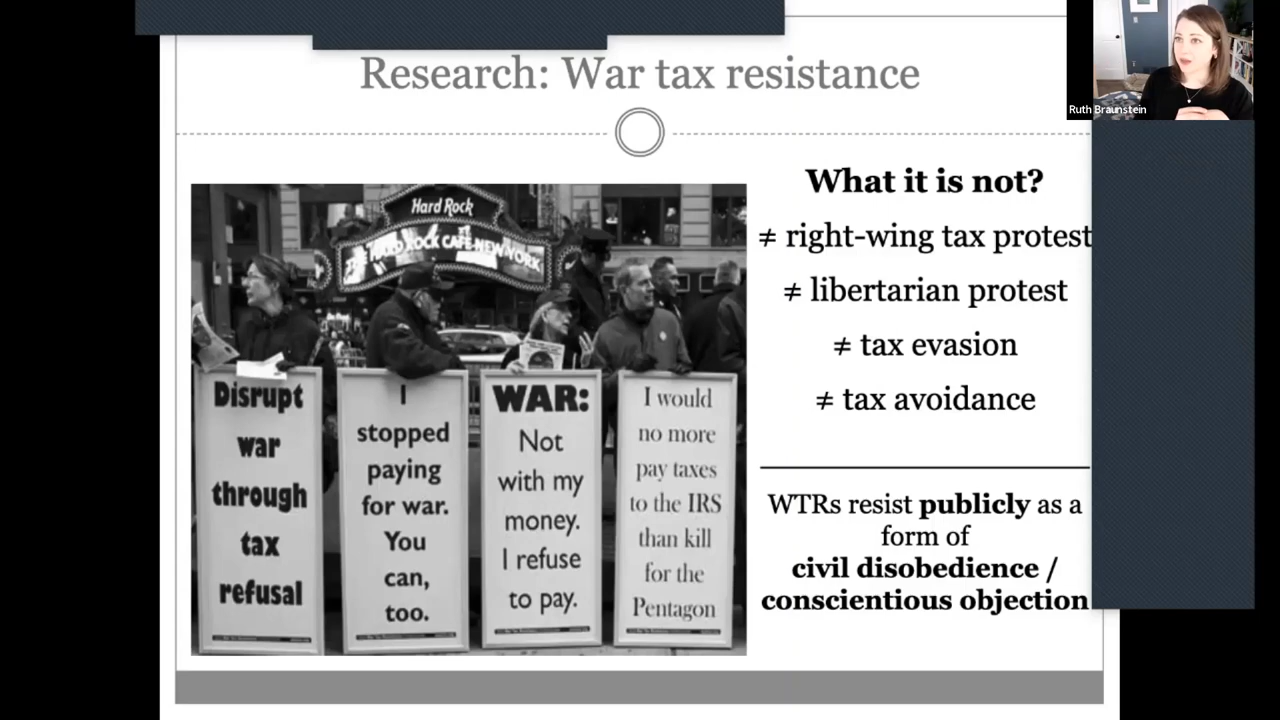 Research: War tax resistance
Ruth Braunstein
Hard Rock
HARD ROCK CAFE NEW YORK
Disrupt
war
through
tax
refusal
I
stopped
paying
for war.
You
can,
too.
WAR:
Not
with my
money.
I refuse
to pay.
I would
no more
pay taxes
to the IRS
than kill
for the
Pentagon
What it is not?
≠ right-wing tax protest
≠ libertarian protest
≠ tax evasion
≠ tax avoidance
WTRs resist publicly as a
form of
civil disobedience /
conscientious objection